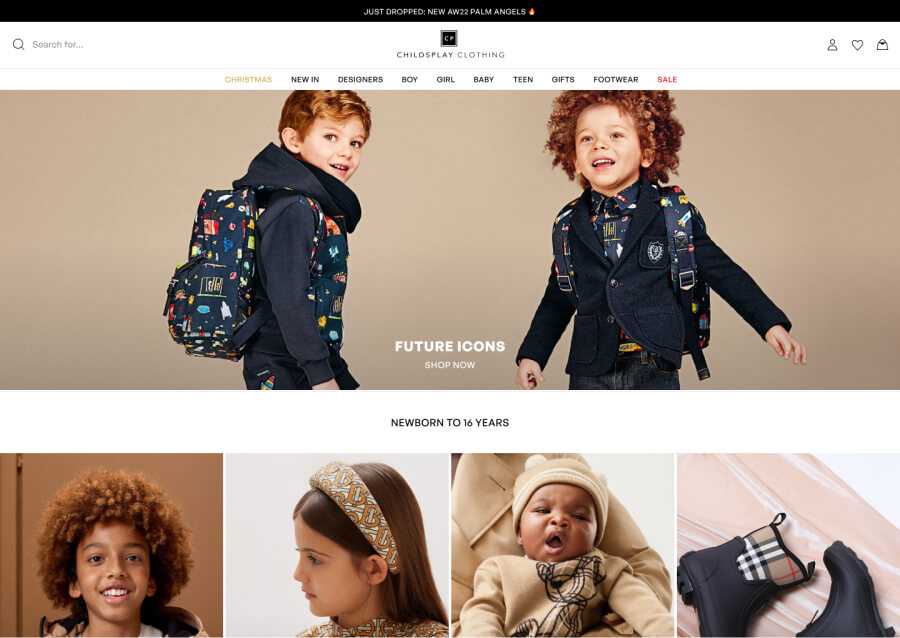 JUST DROPPED: NEW AW22 PALM ANGELS 🔥
Search for...
CP
CHILDSPLAY CLOTHING
CHRISTMAS NEW IN DESIGNERS BOY GIRL BABY TEEN GIFTS FOOTWEAR SALE
FUTURE ICONS
SHOP NOW
NEWBORN TO 16 YEARS